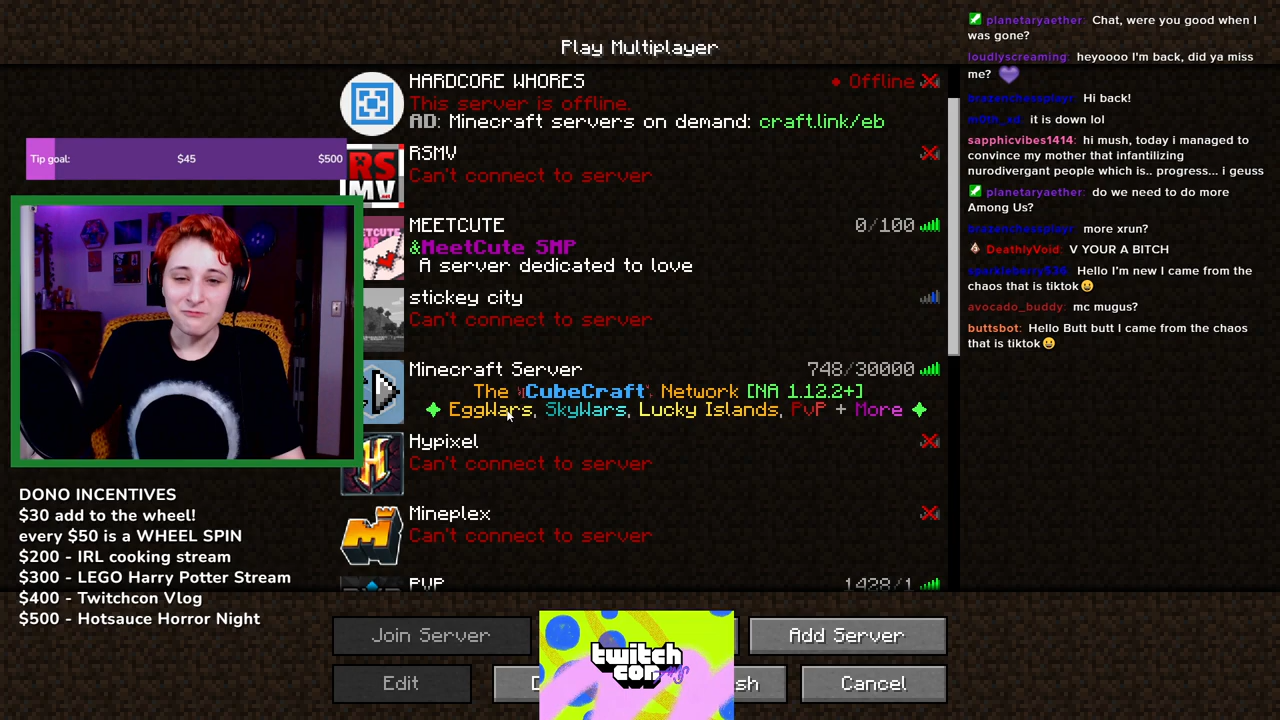 Play Multiplayer
HARDCORE WHORES
Offline
This server is offline.
AD: Minecraft servers on demand: craft.link/eb
RSMV
Can't connect to server
MEETCUTE
0/100
&MeetCute SMP
A server dedicated to love
stickey city
Can't connect to server
Minecraft Server
748/30000
The CubeCraft Network [NA 1.12.2+]
EggWars, SkyWars, Lucky Islands, PvP + More
Hypixel
Can't connect to server
Mineplex
Can't connect to server
PVP
1428/1
Join Server
Add Server
Edit
Cancel
twitch
con
Tip goal:
$45
$500
RS
MV
DONO INCENTIVES
$30 add to the wheel!
every $50 is a WHEEL SPIN
$200 - IRL cooking stream
$300 - LEGO Harry Potter Stream
$400 - Twitchcon Vlog
$500 - Hotsauce Horror Night
planetaryaether: Chat, were you good when I
was gone?
loudlyscreaming: heyoooo I'm back, did ya miss
me? 💜
Hi back!
it is down lol
sapphicvibes1414: hi mush, today i managed to
convince my mother that infantilizing
nurodivergant people which is.. progress... i geuss
planetaryaether: do we need to do more
Among Us?
more xrun?
DeathlyVoid: V YOUR A BITCH
Hello I'm new I came from the
chaos that is tiktok😀
avocado_buddy: mc mugus?
buttsbot: Hello Butt butt I came from the chaos
that is tiktok😀